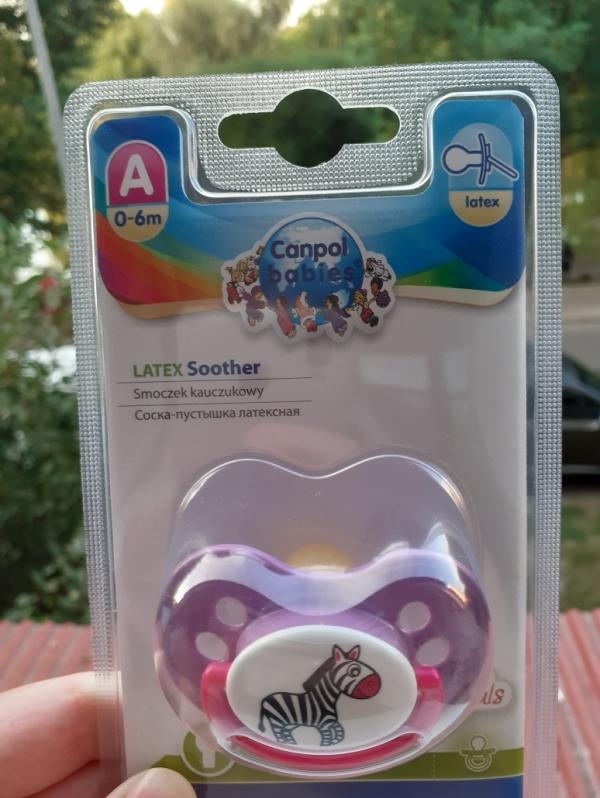 A
0-6m
latex
Canpol
babies
LATEX Soother
Smoczek kauczukowy
Соска-пустышка латексная